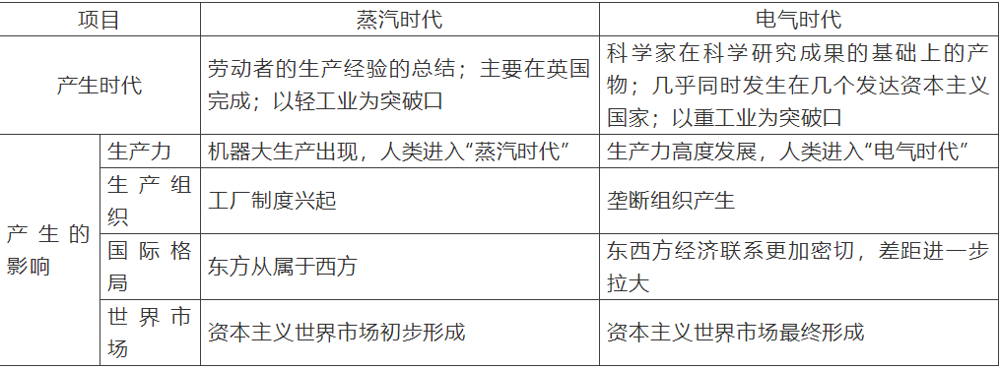 项目 蒸汽时代 电气时代
产生时代
劳动者的生产经验的总结；主要在英国
完成；以轻工业为突破口
科学家在科学研究成果的基础上的产
物；几乎同时发生在几个发达资本主义
国家；以重工业为突破口
产生的
影响
生产力 机器大生产出现，人类进入“蒸汽时代” 生产力高度发展，人类进入“电气时代”
生产组
织
工厂制度兴起 垄断组织产生
国际格
局
东方从属于西方
东西方经济联系更加密切，差距进一步
拉大
世界市
场
资本主义世界市场初步形成 资本主义世界市场最终形成